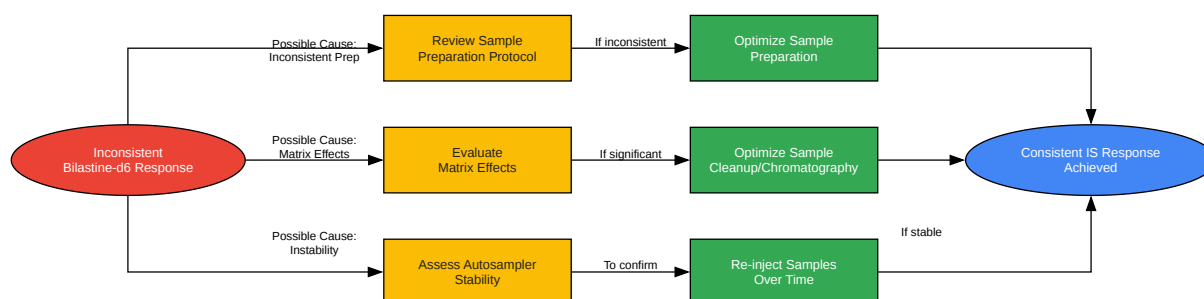 Inconsistent
Bilastine-d6 Response
Possible Cause:
Inconsistent Prep
Review Sample
Preparation Protocol
If inconsistent
Optimize Sample
Preparation
Possible Cause:
Matrix Effects
Evaluate
Matrix Effects
If significant
Optimize Sample
Cleanup/Chromatography
Possible Cause:
Instability
Assess Autosampler
Stability
To confirm
Re-inject Samples
Over Time
If stable
Consistent IS Response
Achieved